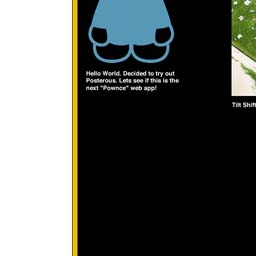 Hello World. Decided to try out
Posterous. Lets see if this is the
next "Pownce" web app!
Tilt Shift